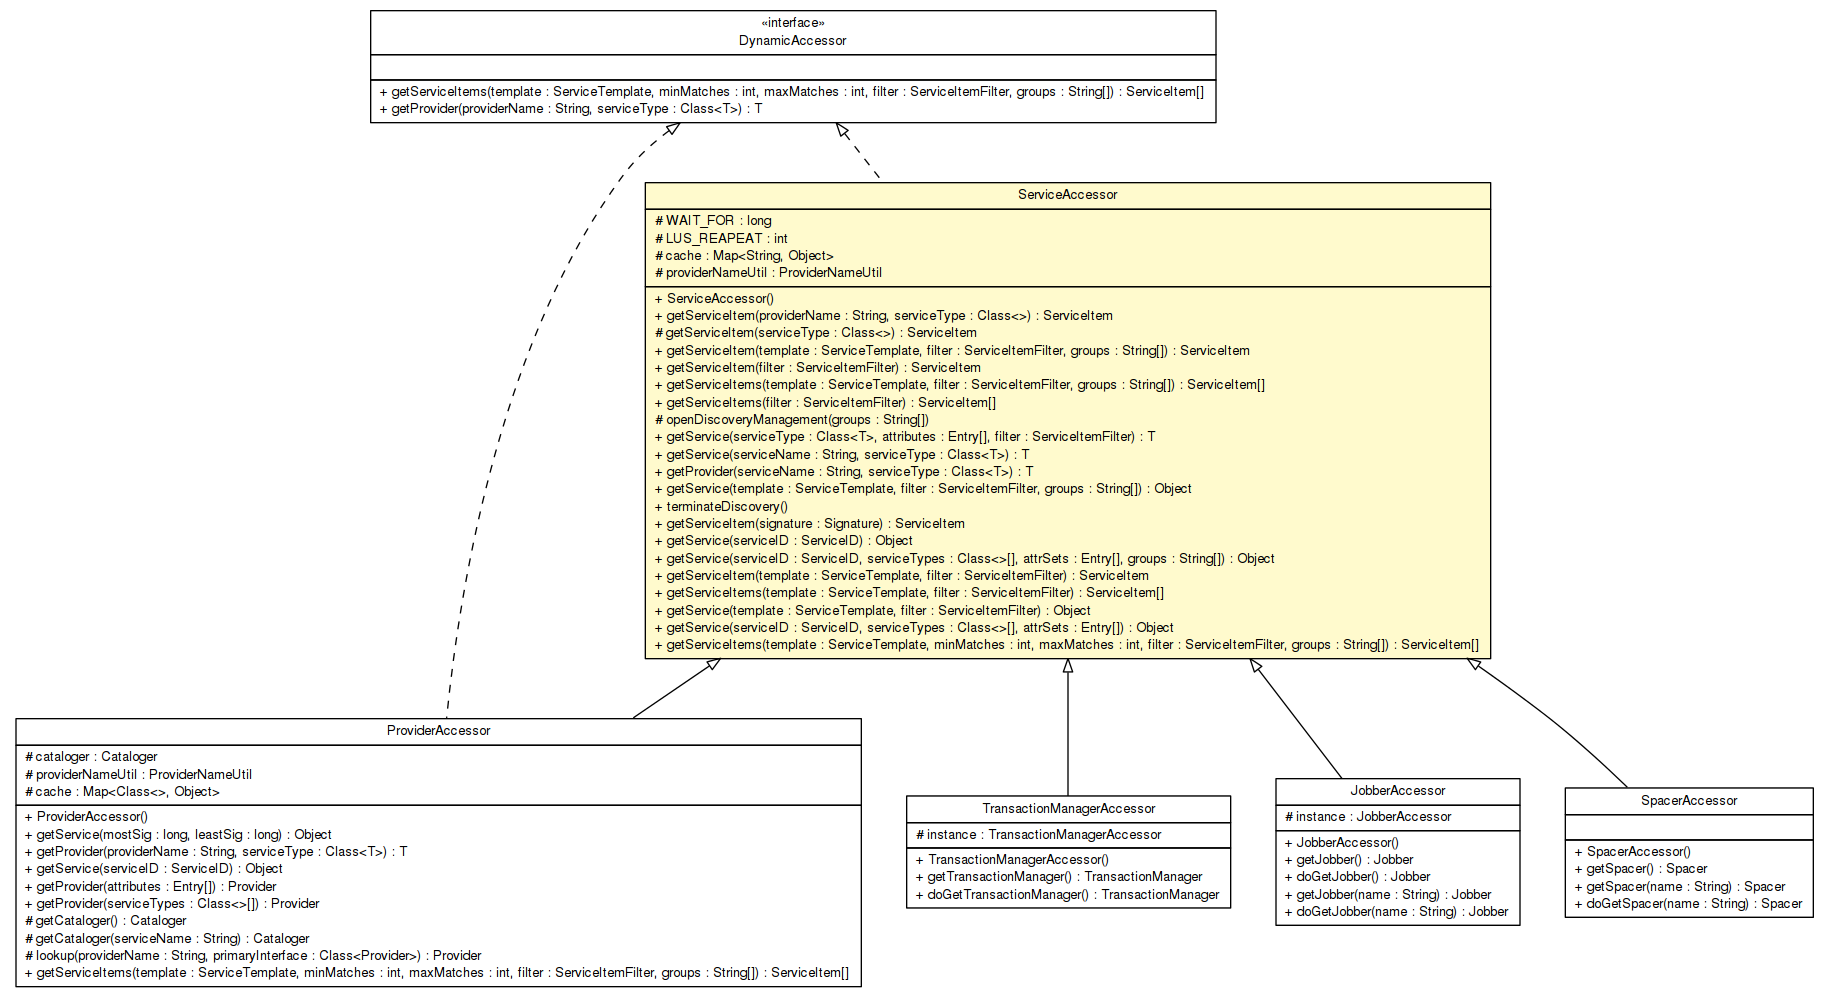 «interface»
DynamicAccessor
+ getServiceItems(template : ServiceTemplate, minMatches : int, maxMatches : int, filter : ServiceItemFilter, groups : String[]) : ServiceItem[]
+ getProvider(providerName : String, serviceType : Class<T>) : T
ServiceAccessor
# WAIT_FOR : long
# LUS_REAPEAT : int
# cache : Map<String, Object>
# providerNameUtil : ProviderNameUtil
+ ServiceAccessor()
+ getServiceItem(providerName : String, serviceType : Class<>) : ServiceItem
# getServiceItem(serviceType : Class<>) : ServiceItem
+ getServiceItem(template : ServiceTemplate, filter : ServiceItemFilter, groups : String[]) : ServiceItem
+ getServiceItem(filter : ServiceItemFilter) : ServiceItem
+ getServiceItems(template : ServiceTemplate, filter : ServiceItemFilter, groups : String[]) : ServiceItem[]
+ getServiceItems(filter : ServiceItemFilter) : ServiceItem[]
# openDiscoveryManagement(groups : String[])
+ getService(serviceType : Class<T>, attributes : Entry[], filter : ServiceItemFilter) : T
+ getService(serviceName : String, serviceType : Class<T>) : T
+ getProvider(serviceName : String, serviceType : Class<T>) : T
+ getService(template : ServiceTemplate, filter : ServiceItemFilter, groups : String[]) : Object
+ terminateDiscovery()
+ getServiceItem(signature : Signature) : ServiceItem
+ getService(serviceID : ServiceID) : Object
+ getService(serviceID : ServiceID, serviceTypes : Class<>[], attrSets : Entry[], groups : String[]) : Object
+ getServiceItem(template : ServiceTemplate, filter : ServiceItemFilter) : ServiceItem
+ getServiceItems(template : ServiceTemplate, filter : ServiceItemFilter) : ServiceItem[]
+ getService(template : ServiceTemplate, filter : ServiceItemFilter) : Object
+ getService(serviceID : ServiceID, serviceTypes : Class<>[], attrSets : Entry[]) : Object
+ getServiceItems(template : ServiceTemplate, minMatches : int, maxMatches : int, filter : ServiceItemFilter, groups : String[]) : ServiceItem[]
ProviderAccessor
# cataloger : Cataloger
# providerNameUtil : ProviderNameUtil
# cache : Map<Class<>, Object>
+ ProviderAccessor()
+ getService(mostSig : long, leastSig : long) : Object
+ getProvider(providerName : String, serviceType : Class<T>) : T
+ getService(serviceID : ServiceID) : Object
+ getProvider(attributes : Entry[]) : Provider
+ getProvider(serviceTypes : Class<>[]) : Provider
# getCataloger() : Cataloger
# getCataloger(serviceName : String) : Cataloger
# lookup(providerName : String, primaryInterface : Class<Provider>) : Provider
+ getServiceItems(template : ServiceTemplate, minMatches : int, maxMatches : int, filter : ServiceItemFilter, groups : String[]) : ServiceItem[]
TransactionManagerAccessor
# instance : TransactionManagerAccessor
+ TransactionManagerAccessor()
+ getTransactionManager() : TransactionManager
+ doGetTransactionManager() : TransactionManager
JobberAccessor
# instance : JobberAccessor
+ JobberAccessor()
+ getJobber() : Jobber
+ doGetJobber() : Jobber
+ getJobber(name : String) : Jobber
+ doGetJobber(name : String) : Jobber
SpacerAccessor
+ SpacerAccessor()
+ getSpacer() : Spacer
+ getSpacer(name : String) : Spacer
+ doGetSpacer(name : String) : Spacer